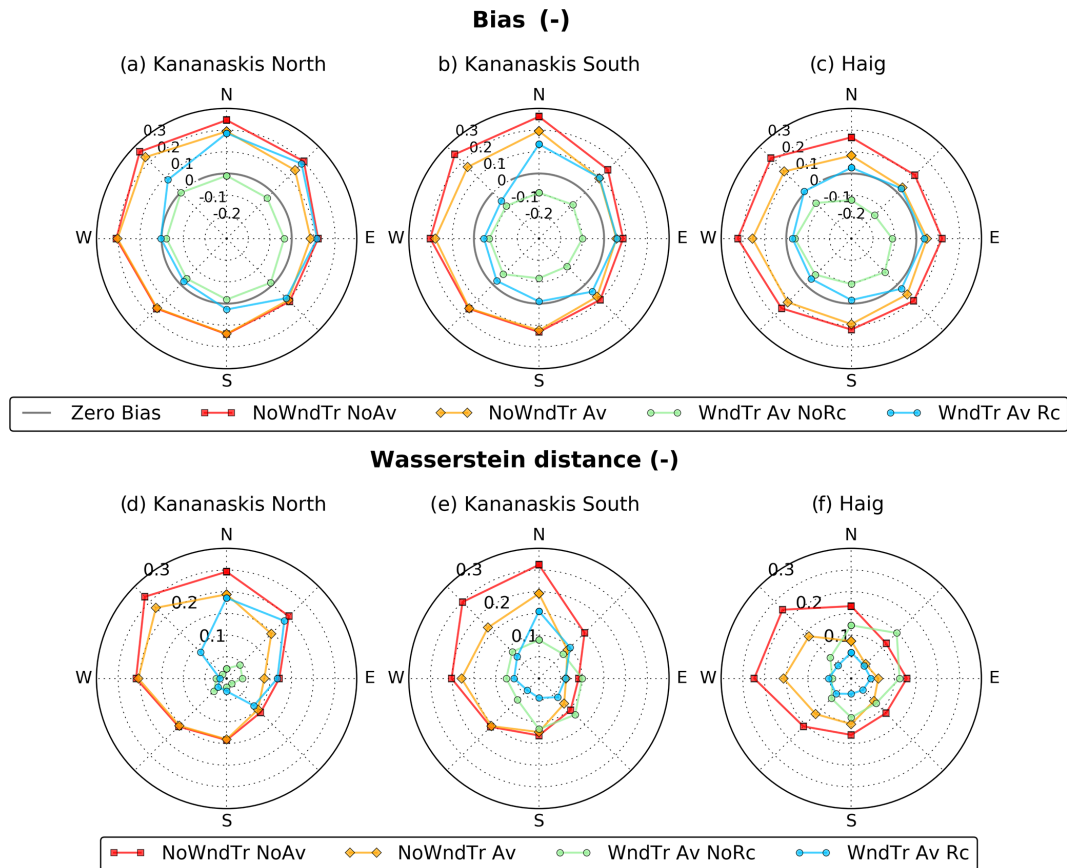 Bias (-)
(a) Kananaskis North
b) Kananaskis South
(c) Haig
N
N
N
0.3
0.2
0.1
0
-0.1
-0.2
0.3
0.2
0.1
0
-0.1
-0.2
0.3
0.2
0.1
0
-0.1
-0.2
W
E
W
E
W
E
S
S
S
Zero Bias
NoWndTr NoAv
NoWndTr Av
WndTr Av NoRc
WndTr Av Rc
Wasserstein distance (-)
(d) Kananaskis North
(e) Kananaskis South
(f) Haig
N
N
N
0.3
0.2
0.1
0.3
0.2
0.1
0.3
0.2
0.1
W
E
W
E
W
E
S
S
S
NoWndTr NoAv
NoWndTr Av
WndTr Av NoRc
WndTr Av Rc